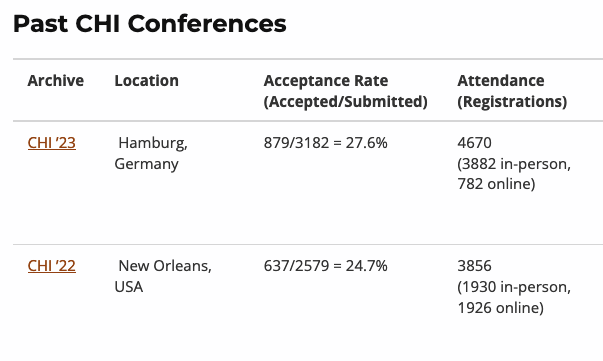 Past CHI Conferences
Archive Location Acceptance Rate Attendance
(Accepted/Submitted) (Registrations)
CHI ’23 Hamburg, 879/3182 = 27.6% 4670
Germany (3882 in-person,
782 online)
CHI ’22 New Orleans, 637/2579 = 24.7% 3856
USA (1930 in-person,
1926 online)